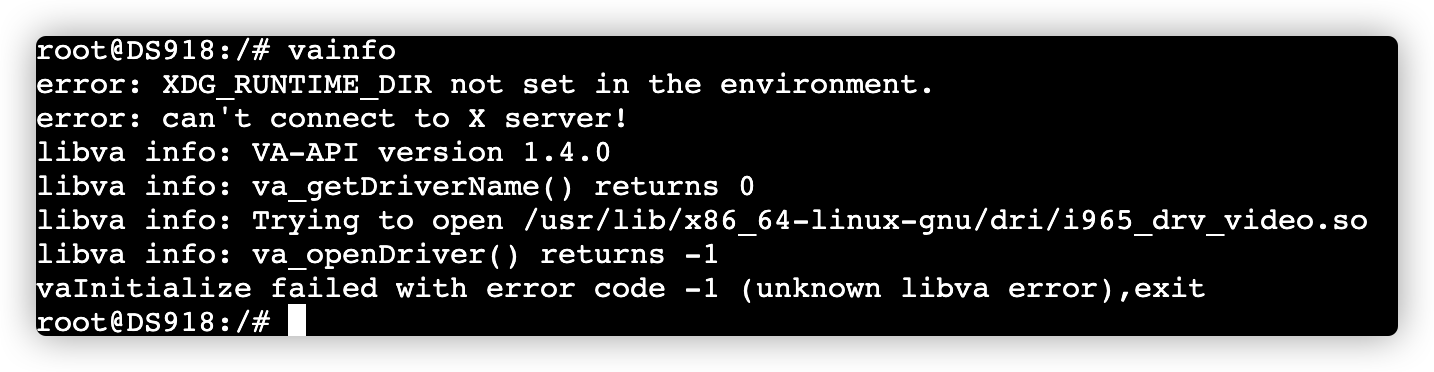 root@DS918:/# vainfo
error: XDG_RUNTIME_DIR not set in the environment.
error: can't connect to X server!
libva info: VA-API version 1.4.0
libva info: va_getDriverName() returns 0
libva info: Trying to open /usr/lib/x86_64-linux-gnu/dri/i965_drv_video.so
libva info: va_openDriver() returns -1
vaInitialize failed with error code -1 (unknown libva error),exit
root@DS918:/#